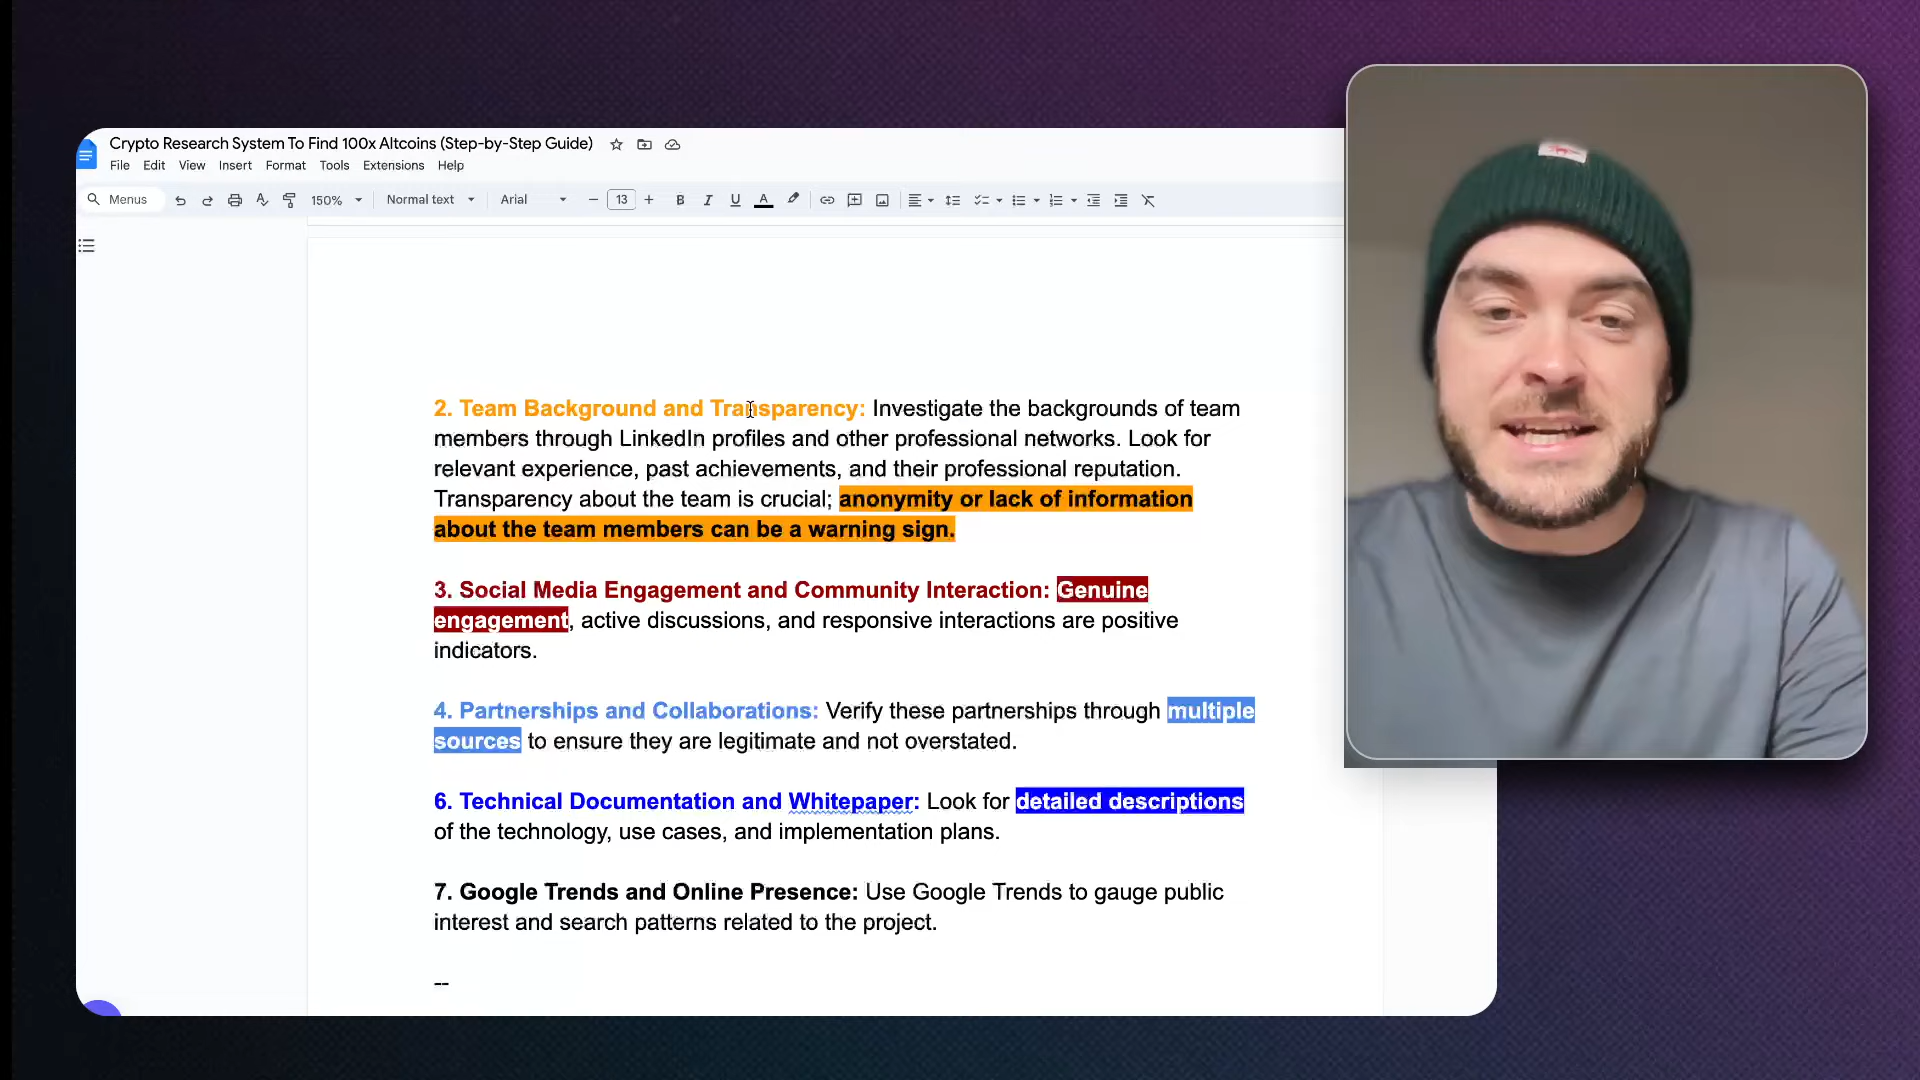 Crypto Research System To Find 100x Altcoins (Step-by-Step Guide)
File Edit View Insert Format Tools Extensions Help
Menus 150% Normal text Arial 13 B I U A
2. Team Background and Transparency: Investigate the backgrounds of team
members through LinkedIn profiles and other professional networks. Look for
relevant experience, past achievements, and their professional reputation.
Transparency about the team is crucial; anonymity or lack of information
about the team members can be a warning sign.
3. Social Media Engagement and Community Interaction: Genuine
engagement, active discussions, and responsive interactions are positive
indicators.
4. Partnerships and Collaborations: Verify these partnerships through multiple
sources to ensure they are legitimate and not overstated.
6. Technical Documentation and Whitepaper: Look for detailed descriptions
of the technology, use cases, and implementation plans.
7. Google Trends and Online Presence: Use Google Trends to gauge public
interest and search patterns related to the project.
--